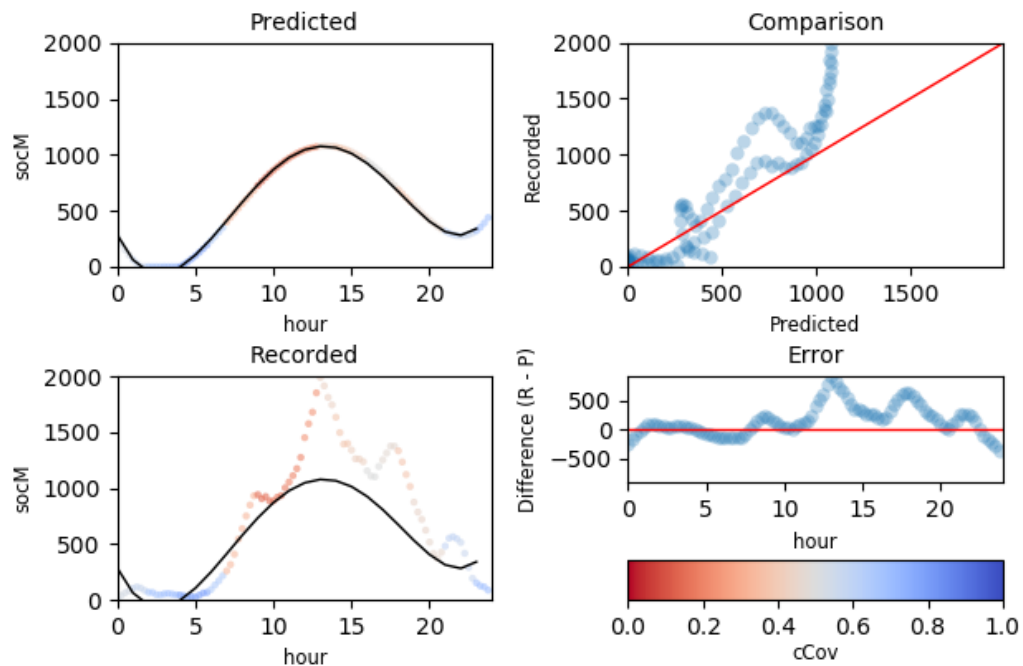 Predicted
2000
1500
1000
500
0
socM
0 5 10 15 20
hour
Comparison
2000
1500
1000
500
0
Recorded
0 500 1000 1500
Predicted
Recorded
2000
1500
1000
500
0
socM
0 5 10 15 20
hour
Error
500
0
−500
Difference (R - P)
0 5 10 15 20
hour
0.0 0.2 0.4 0.6 0.8 1.0
cCov